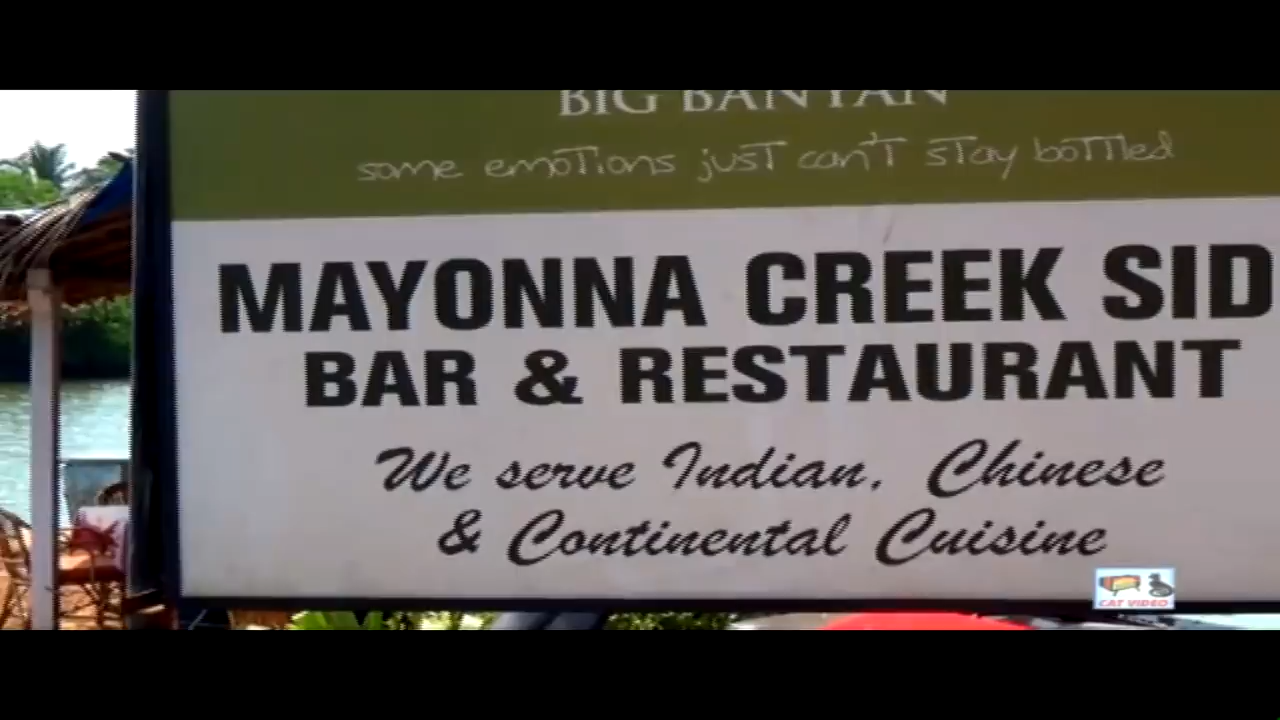 BIG BANYAN
some emotions just can't stay bottled
MAYONNA CREEK SID
BAR & RESTAURANT
We serve Indian, Chinese
& Continental Cuisine
CAT VIDEO